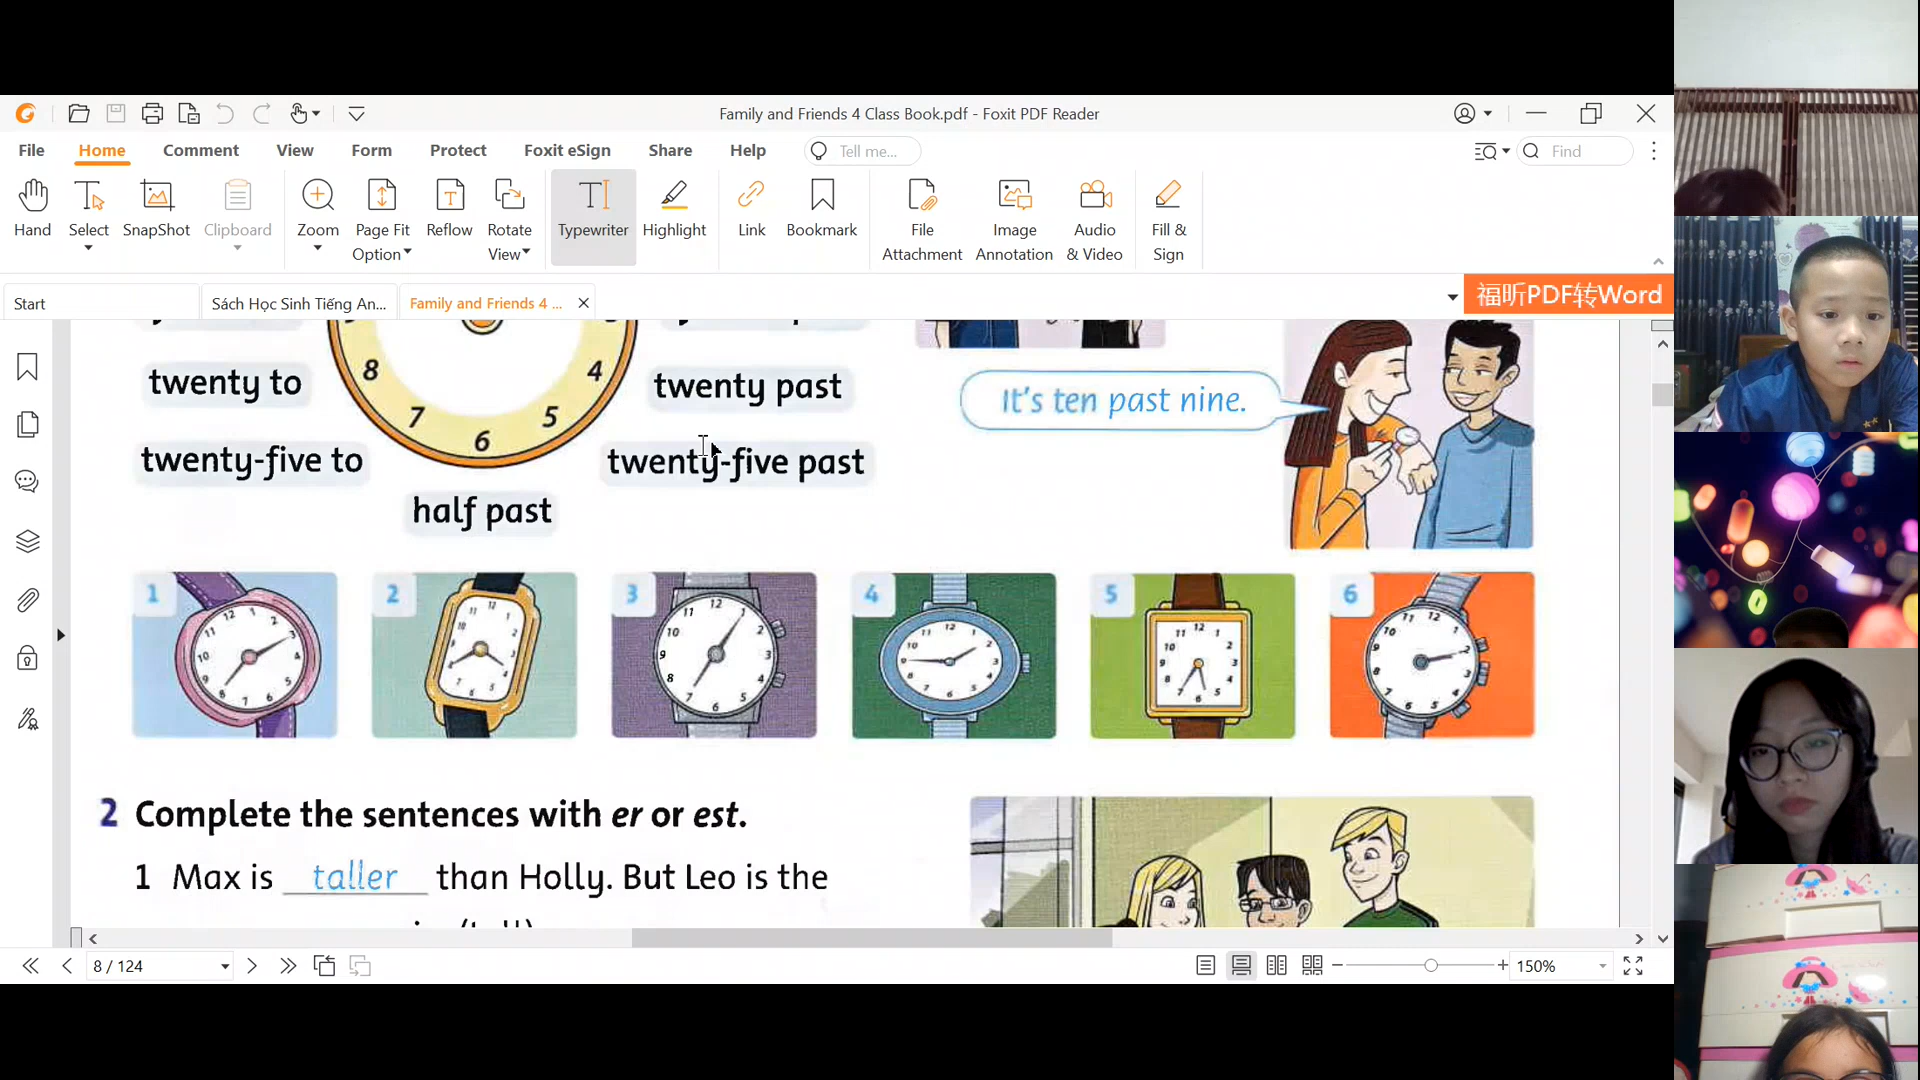 Family and Friends 4 Class Book.pdf - Foxit PDF Reader
File Home Comment View Form Protect Foxit eSign Share Help Tell me... Find
Hand Select SnapShot Clipboard Zoom Page Fit Option Reflow Rotate View Typewriter Highlight Link Bookmark File Attachment Image Annotation Audio & Video Fill & Sign
Start Sách Học Sinh Tiếng An... Family and Friends 4 ... 福昕PDF转Word
8 4
twenty to twenty past
It's ten past nine.
7 5
6
twenty-five to twenty-five past
half past
1 2 3 4 5 6
2 Complete the sentences with er or est.
1 Max is taller than Holly. But Leo is the
8 / 124 150%